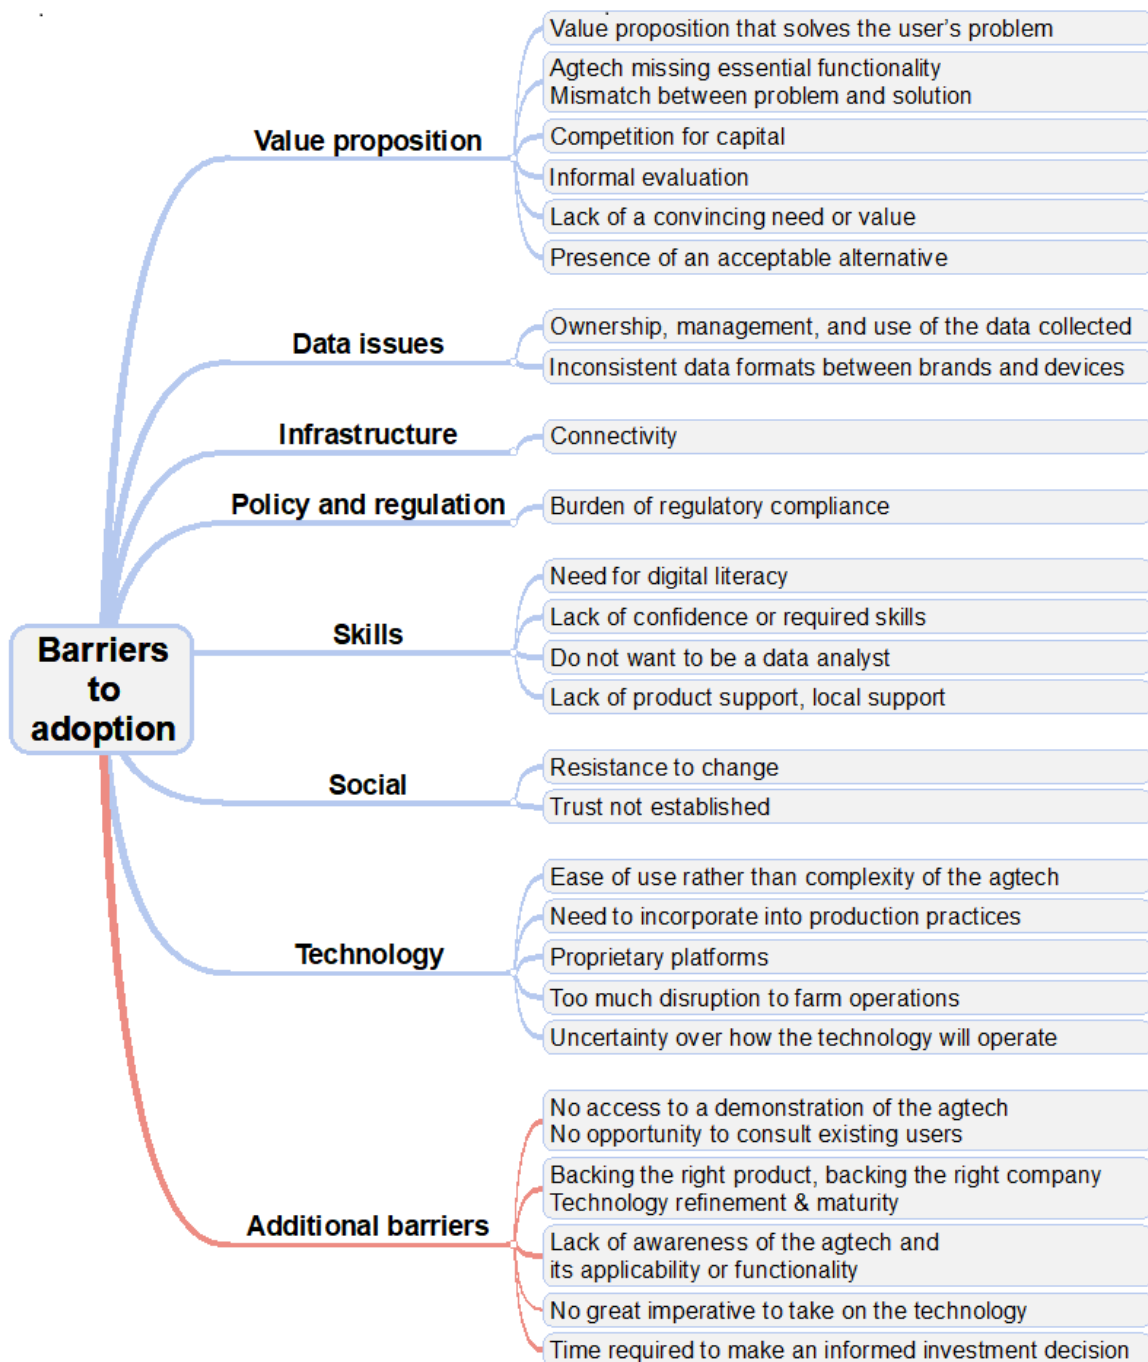 Value proposition that solves the user's problem
Agtech missing essential functionality
Mismatch between problem and solution
Value proposition
Competition for capital
Informal evaluation
Lack of a convincing need or value
Presence of an acceptable alternative
Data issues
Ownership, management, and use of the data collected
Inconsistent data formats between brands and devices
Infrastructure
Connectivity
Policy and regulation
Burden of regulatory compliance
Barriers
to
adoption
Skills
Need for digital literacy
Lack of confidence or required skills
Do not want to be a data analyst
Lack of product support, local support
Social
Resistance to change
Trust not established
Technology
Ease of use rather than complexity of the agtech
Need to incorporate into production practices
Proprietary platforms
Too much disruption to farm operations
Uncertainty over how the technology will operate
Additional barriers
No access to a demonstration of the agtech
No opportunity to consult existing users
Backing the right product, backing the right company
Technology refinement & maturity
Lack of awareness of the agtech and
its applicability or functionality
No great imperative to take on the technology
Time required to make an informed investment decision